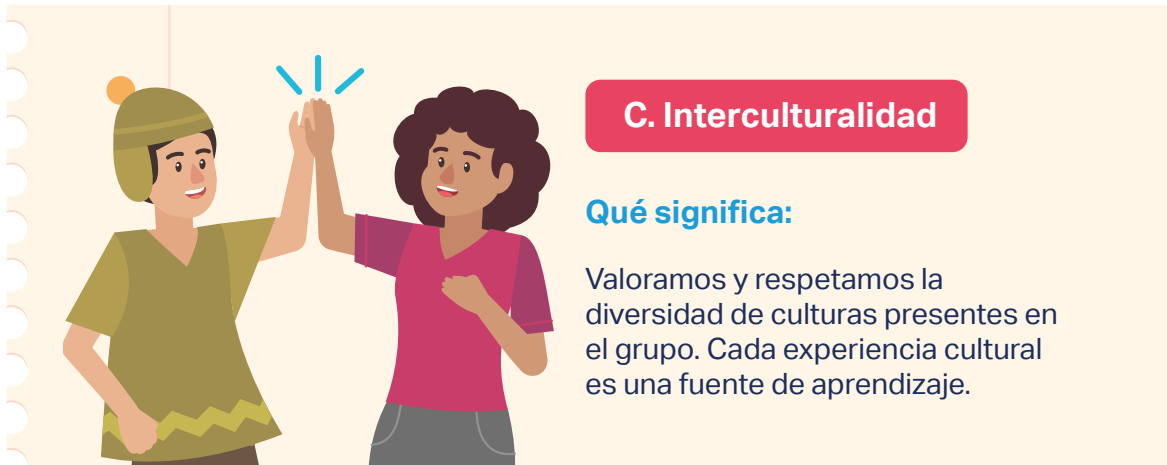 C. Interculturalidad
Qué significa:
Valoramos y respetamos la
diversidad de culturas presentes en
el grupo. Cada experiencia cultural
es una fuente de aprendizaje.